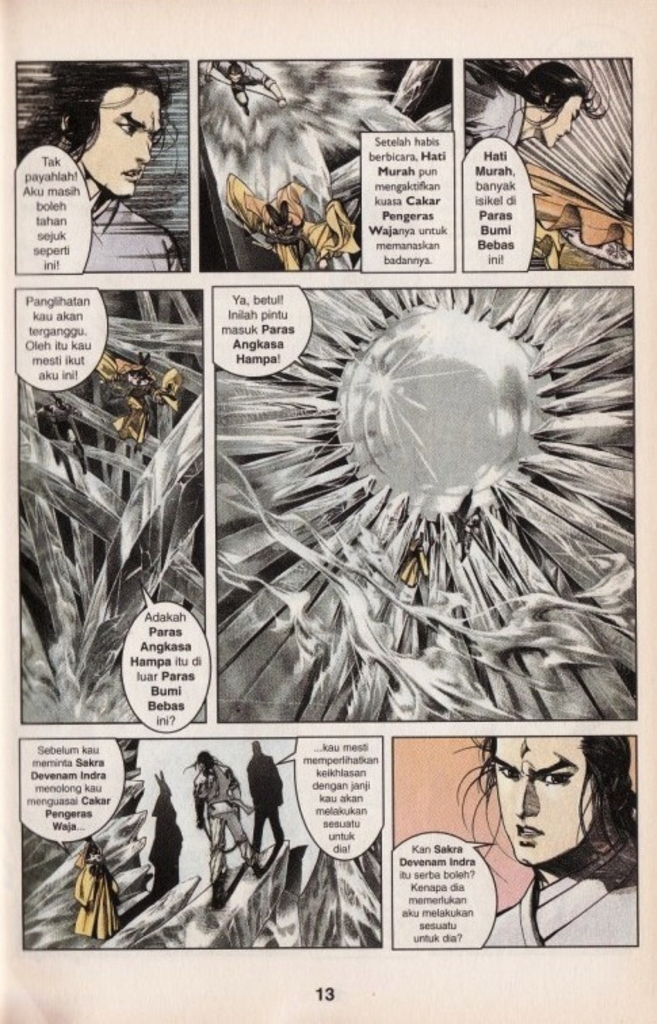 Tak
payahlah!
Aku masih
boleh
tahan
sejuk
seperti
ini!
Setelah habis
berbicara, Hati
Murah pun
mengaktifkan
kuasa Cakar
Pengeras
Wajanya untuk
memanaskan
badannya.
Hati
Murah,
banyak
isikel di
Paras
Bumi
Bebas
ini!
Panglihatan
kau akan
terganggu.
Oleh itu kau
mesti ikut
aku ini!
Adakah
Paras
Angkasa
Hampa itu di
luar Paras
Bumi
Bebas
ini?
Ya, betul!
Inilah pintu
masuk Paras
Angkasa
Hampa!
Sebelum kau
meminta Sakra
Devenam Indra
menolong kau
menguasai Cakar
Pengeras
Waja...
...kau mesti
memperlihatkan
keikhlasan
dengan janji
kau akan
melakukan
sesuatu
untuk
dia!
Kan Sakra
Devenam Indra
itu serba boleh?
Kenapa dia
memerlukan
aku melakukan
sesuatu
untuk dia?
13